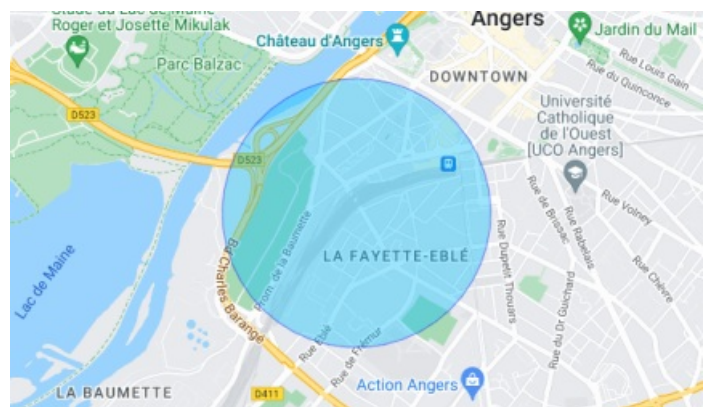 Stade du Lac de Maine
Roger et Josette Mikulak
Angers
Château d'Angers
Jardin du Mail
Parc Balzac
Rue Louis Gain
DOWNTOWN
Rue du Quinconce
Université
Catholique
de l'Ouest
[UCO Angers]
D523
D523
Rue de Brissac
Rue Rabelais
Rue Volney
Prom. de la Baumette
Bd Charles Barangé
LA FAYETTE-EBLÉ
Rue Dupetit Thouars
Rue Chèvre
Lac de Maine
Rue du Dr Guichard
Rue Eblé
Rue de Frémur
LA BAUMETTE
D411
Action Angers